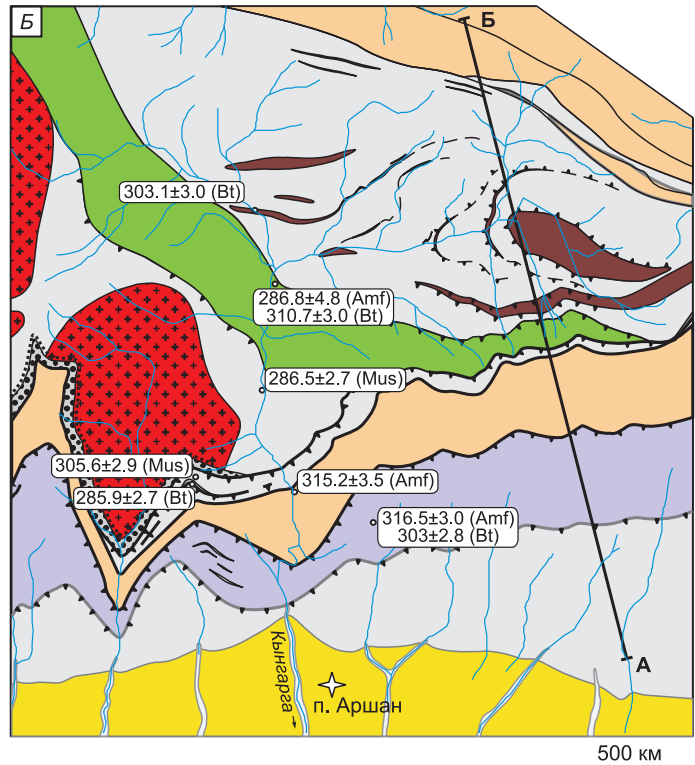 Б
Б
303.1±3.0 (Bt)
286.8±4.8 (Amf)
310.7±3.0 (Bt)
286.5±2.7 (Mus)
305.6±2.9 (Mus)
285.9±2.7 (Bt)
315.2±3.5 (Amf)
316.5±3.0 (Amf)
303±2.8 (Bt)
А
Кынгарга
п. Аршан
500 км